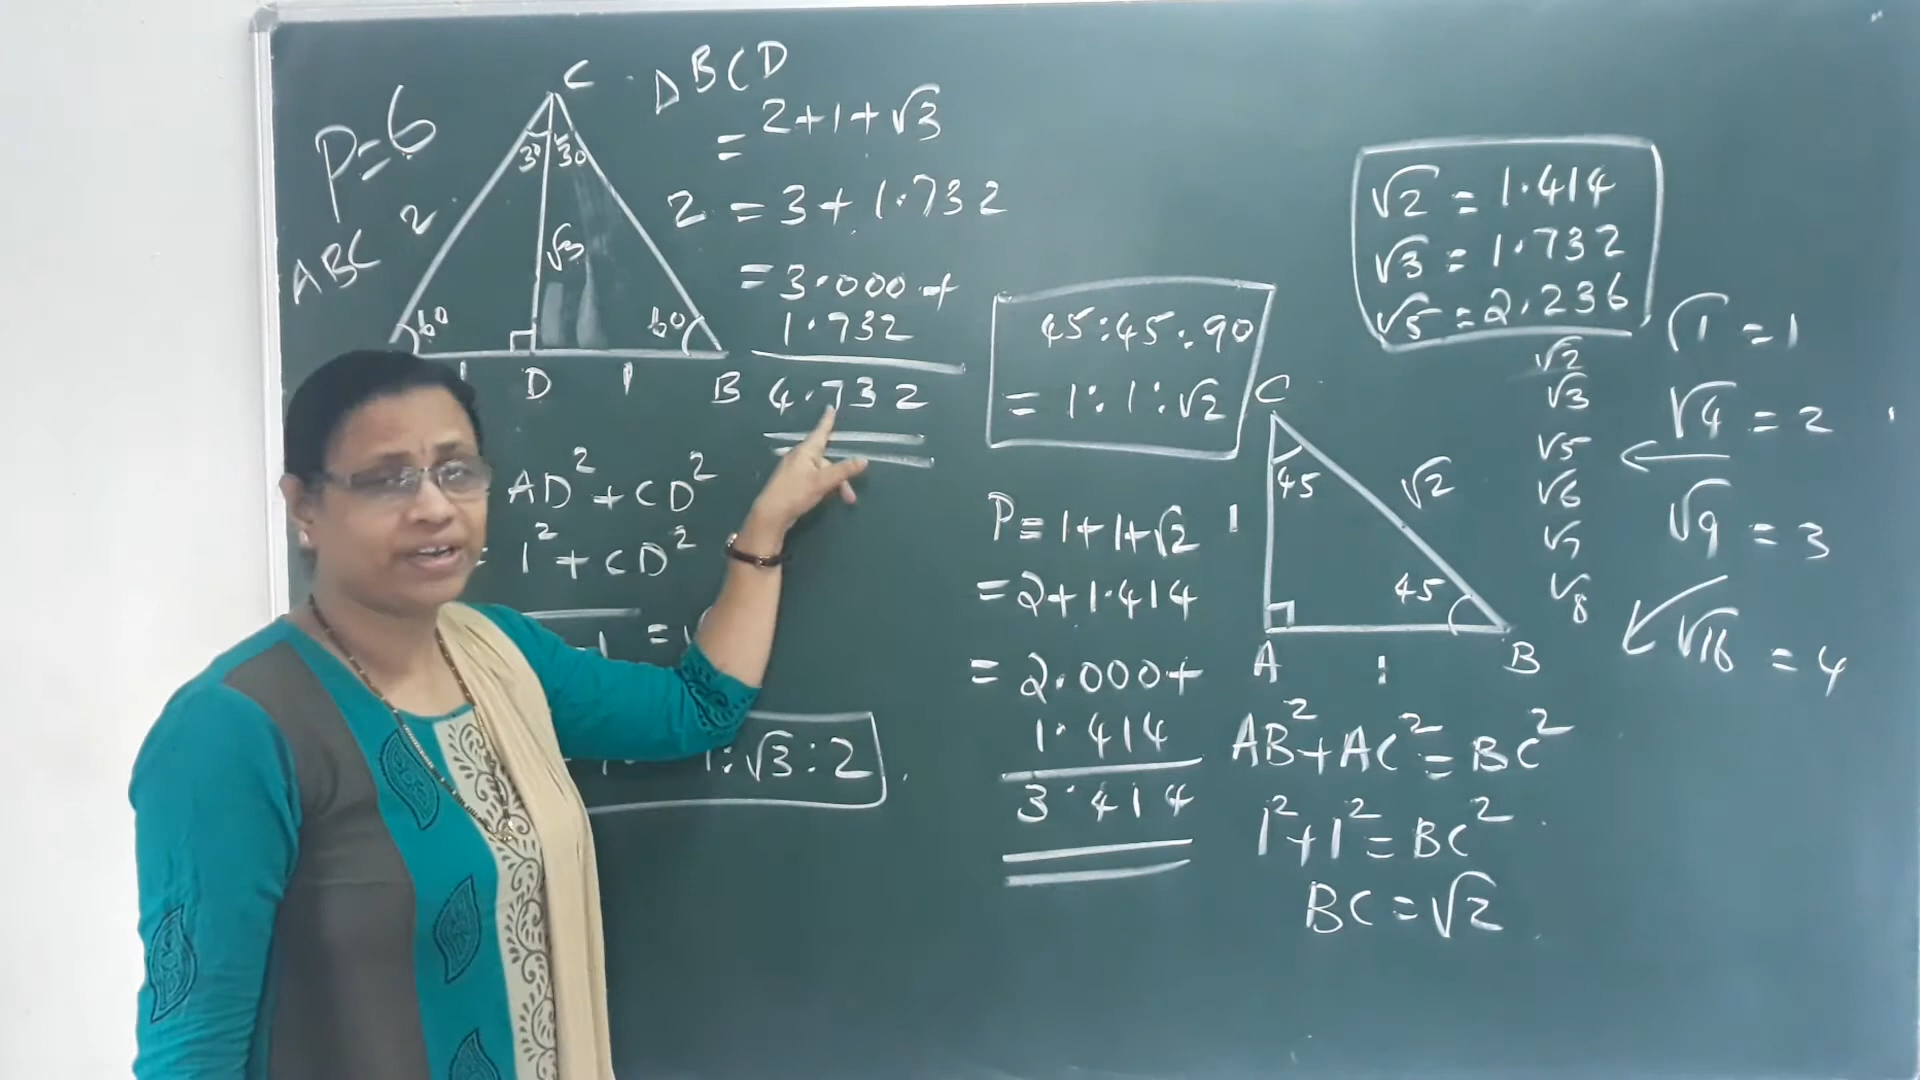 P=6
ABC
C
30 30
2
√3
2
60
60
1
D
1
B
Δ BCD
= 2+1+√3
= 3+1.732
= 3.000+
1.732
4.732
AD²+CD²
= 1²+CD²
1:√3:2
45:45:90
= 1:1:√2
P=1+1+√2
=2+1.414
= 2.000+
1.414
3.414
C
45
1
√2
45
A
1
B
AB²+AC²=BC²
1²+1²=BC²
BC=√2
√2 = 1.414
√3 = 1.732
√5 = 2.236
√2
√3
√5
√6
√7
√8
√1 = 1
√4 = 2
√9 = 3
√16 = 4